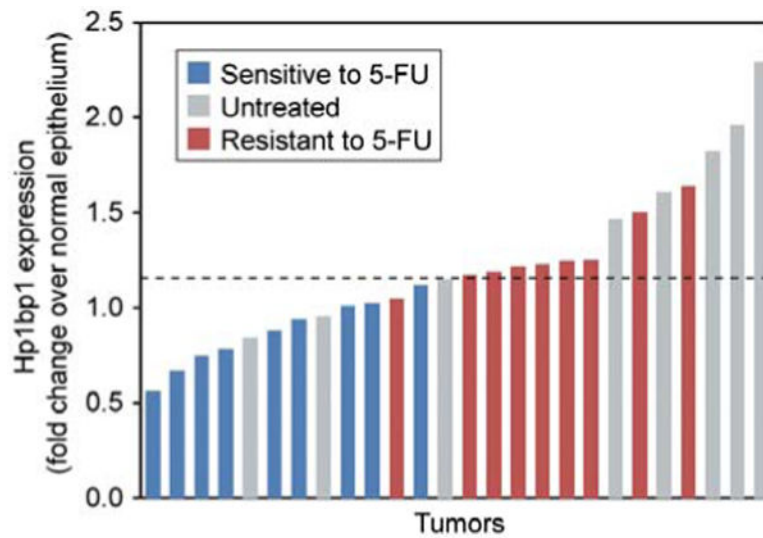 Hp1bp1 expression
(fold change over normal epithelium)
2.5
2.0
1.5
1.0
0.5
0.0
Sensitive to 5-FU
Untreated
Resistant to 5-FU
Tumors